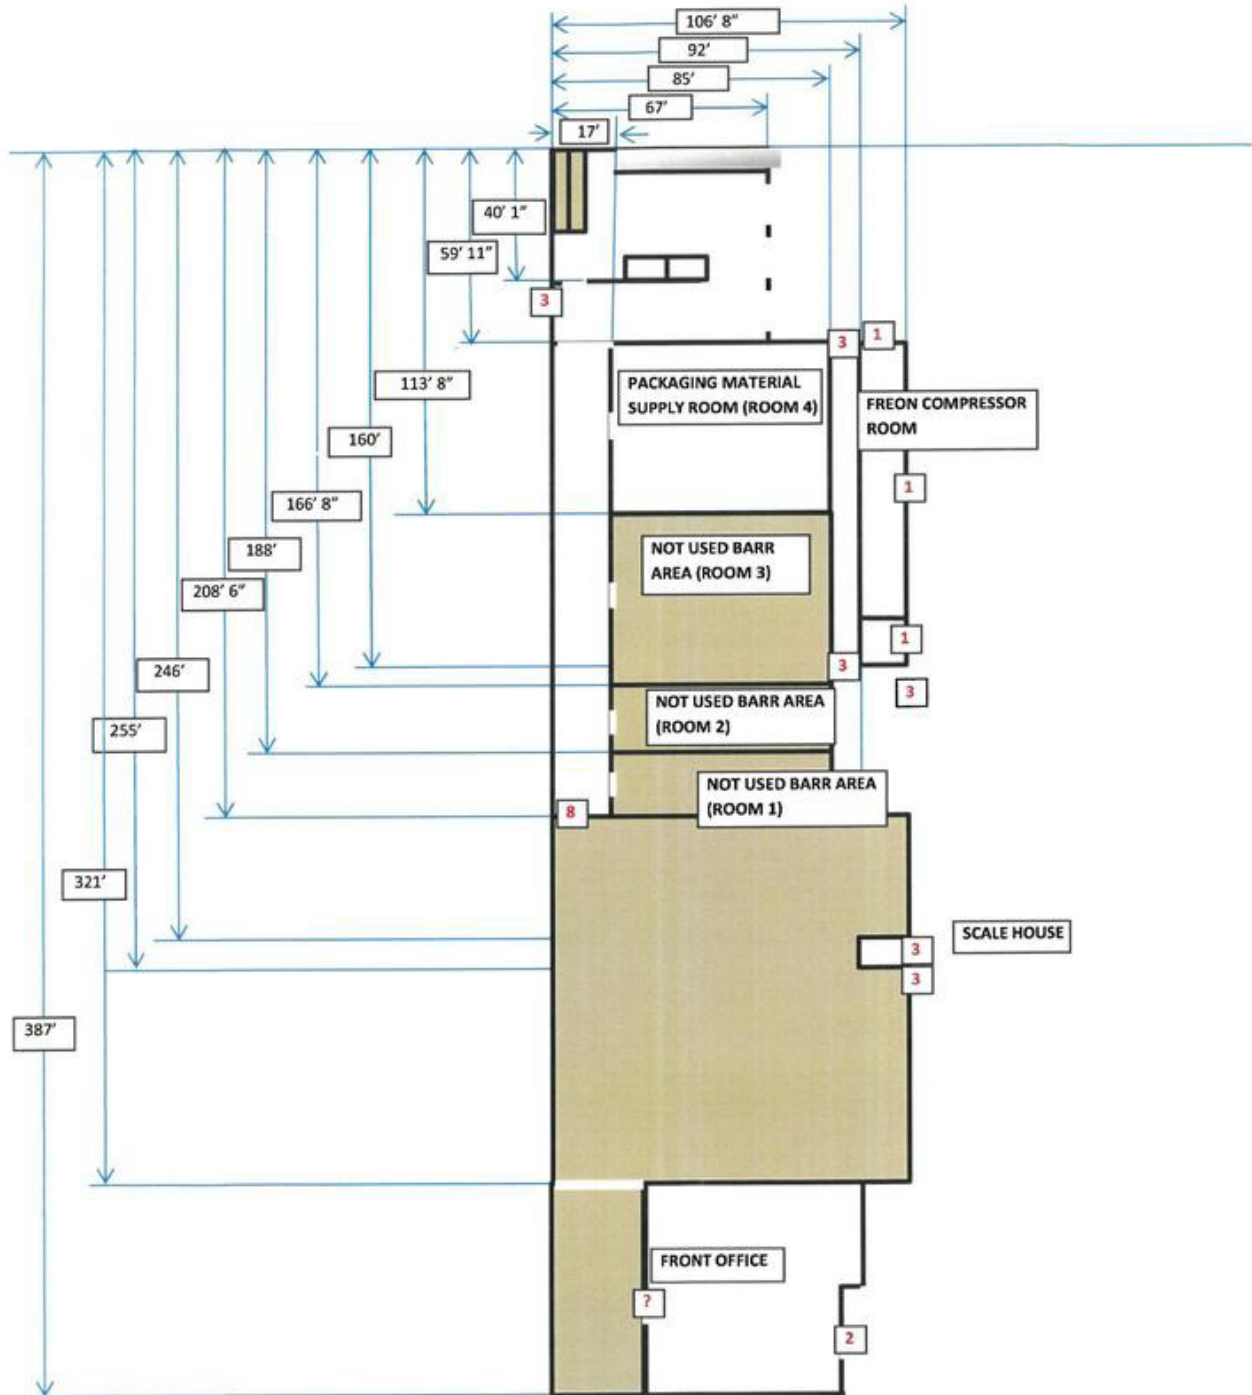 106' 8"
92'
85'
67'
17'
40' 1"
59' 11"
3
3
1
113' 8"
PACKAGING MATERIAL
SUPPLY ROOM (ROOM 4)
FREON COMPRESSOR
ROOM
160'
1
166' 8"
188'
NOT USED BARR
AREA (ROOM 3)
208' 6"
1
246'
3
3
255'
NOT USED BARR AREA
(ROOM 2)
NOT USED BARR AREA
(ROOM 1)
8
321'
SCALE HOUSE
3
3
387'
FRONT OFFICE
?
2